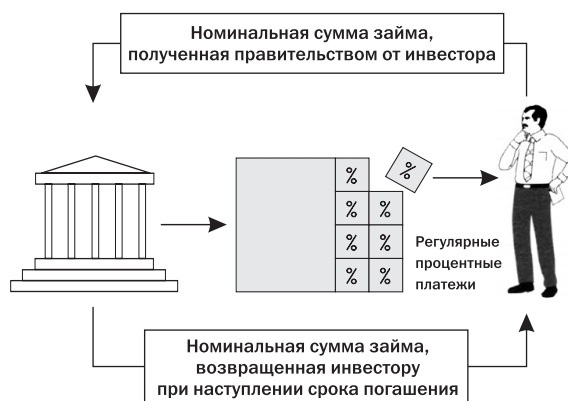 Номинальная сумма займа,
полученная правительством от инвестора
%
%
% %
% %
% %
Регулярные
процентные
платежи
Номинальная сумма займа,
возвращенная инвестору
при наступлении срока погашения